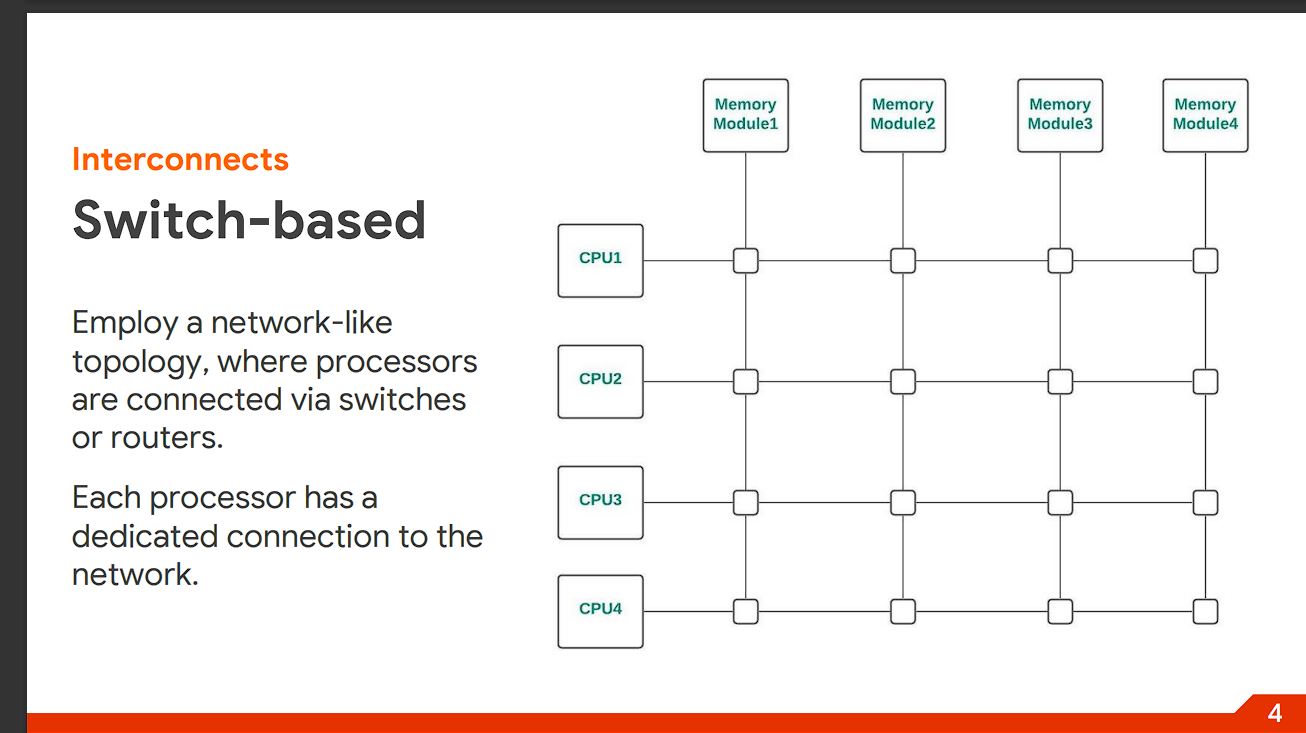 Interconnects
Switch-based
Employ a network-like
topology, where processors
are connected via switches
or routers.
Each processor has a
dedicated connection to the
network.
Memory
Module1
Memory
Module2
Memory
Module3
Memory
Module4
CPU1
CPU2
CPU3
CPU4
4